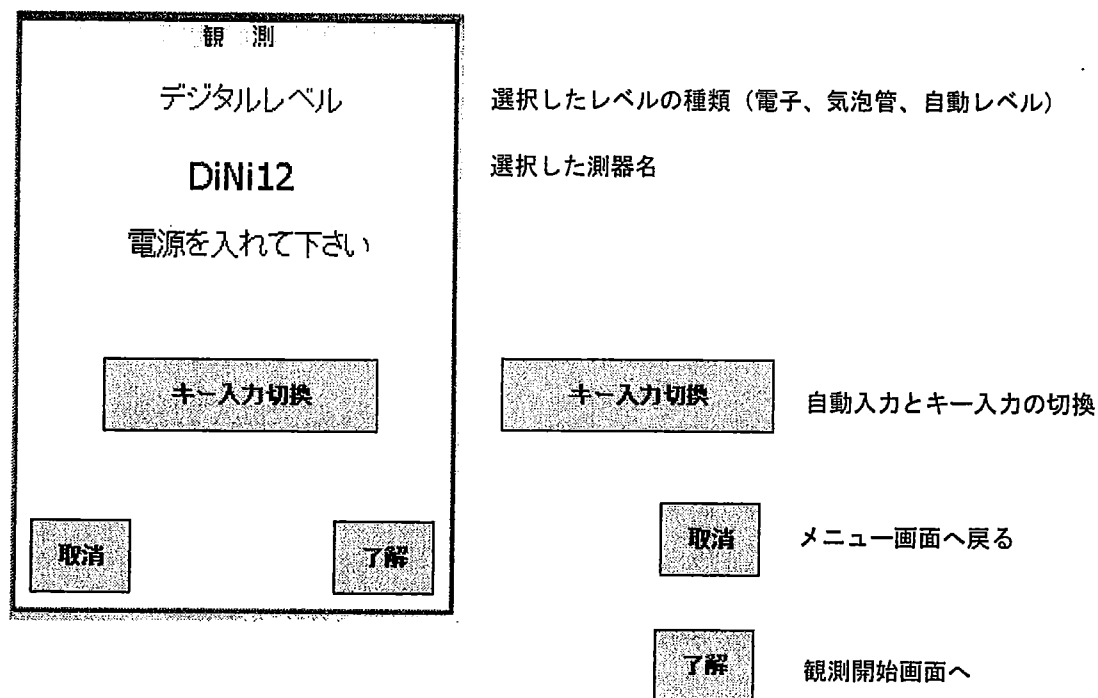 観 測
デジタルレベル
DiNi12
電源を入れて下さい
キー入力切換
取消
了解
選択したレベルの種類（電子、気泡管、自動レベル）
選択した測器名
キー入力切換
自動入力とキー入力の切換
取消
メニュー画面へ戻る
了解
観測開始画面へ